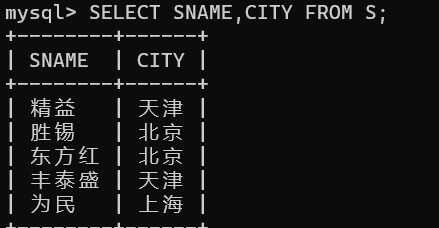 mysql> SELECT SNAME,CITY FROM S;
+--------+------+
| SNAME  | CITY |
+--------+------+
| 精益   | 天津 |
| 胜锡   | 北京 |
| 东方红 | 北京 |
| 丰泰盛 | 天津 |
| 为民   | 上海 |
+--------+------+